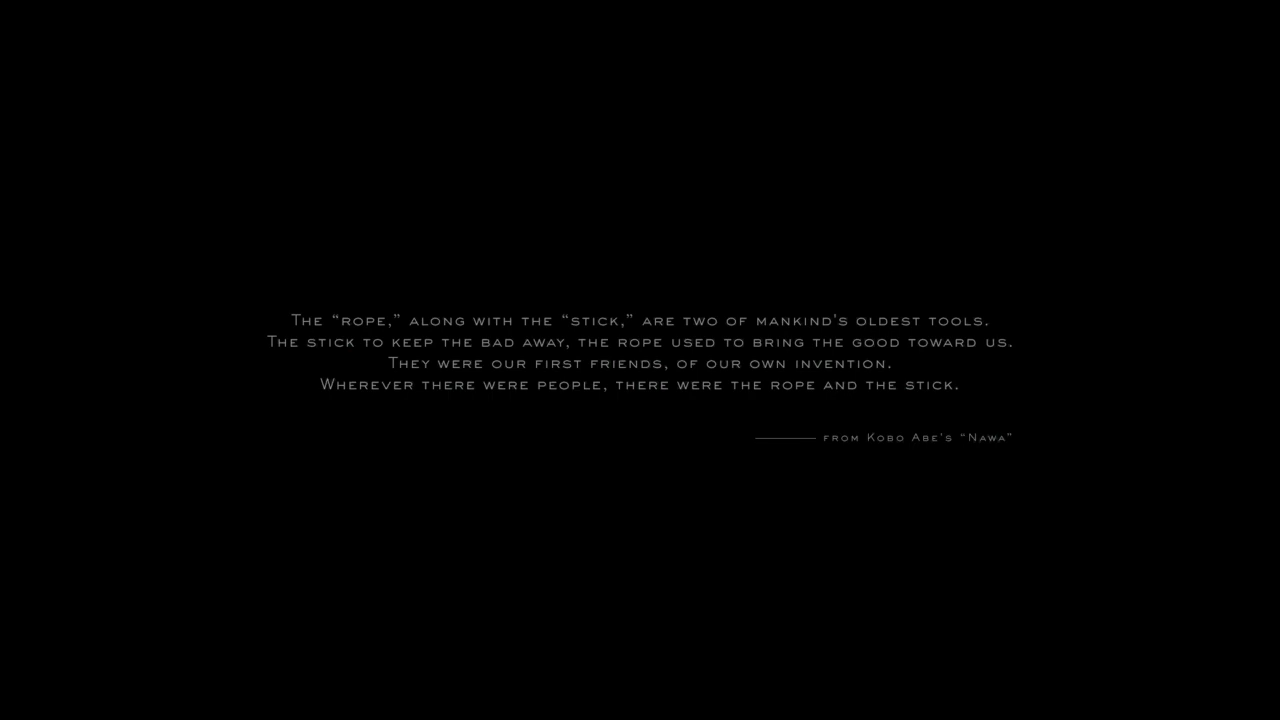 The “rope,” along with the “stick,” are two of mankind's oldest tools.
The stick to keep the bad away, the rope used to bring the good toward us.
They were our first friends, of our own invention.
Wherever there were people, there were the rope and the stick.
——— from Kobo Abe's “Nawa”